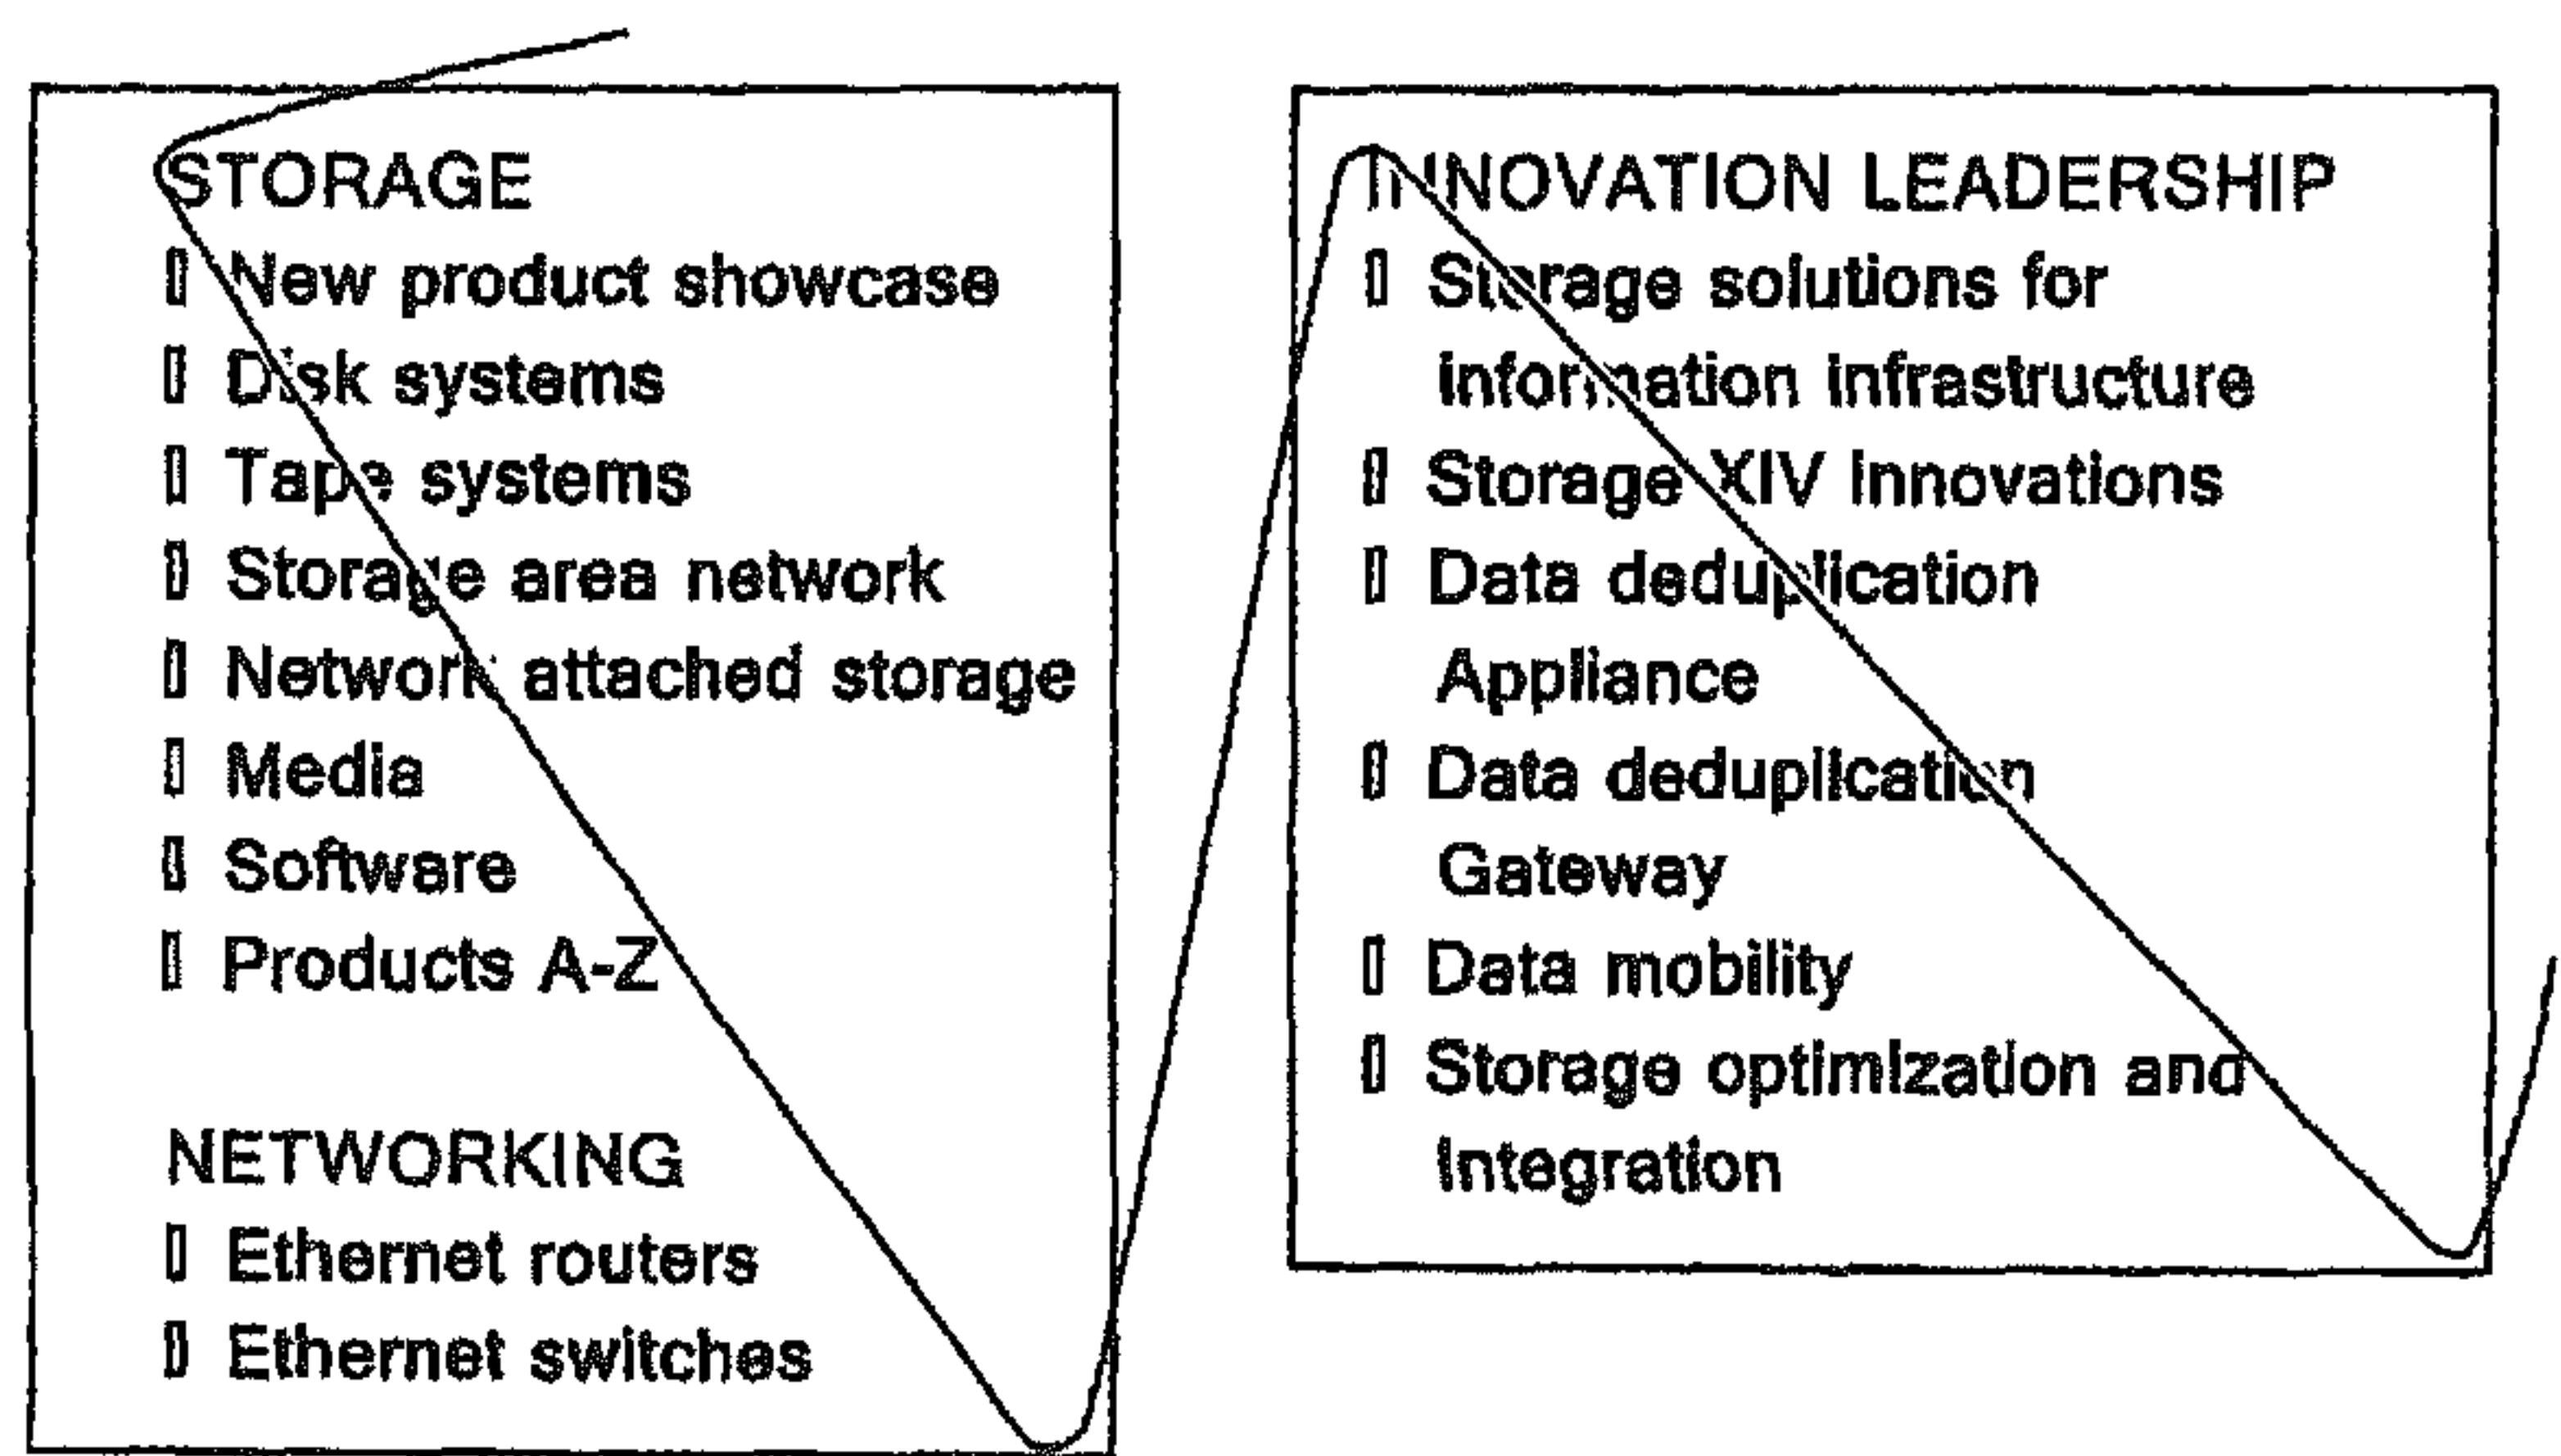 STORAGE
New product showcase
Disk systems
Tape systems
Storage area network
Network attached storage
Media
Software
Products A-Z
NETWORKING
Ethernet routers
Ethernet switches
INNOVATION LEADERSHIP
Storage solutions for
information infrastructure
Storage XIV innovations
Data deduplication
Appliance
Data deduplication
Gateway
Data mobility
Storage optimization and
integration